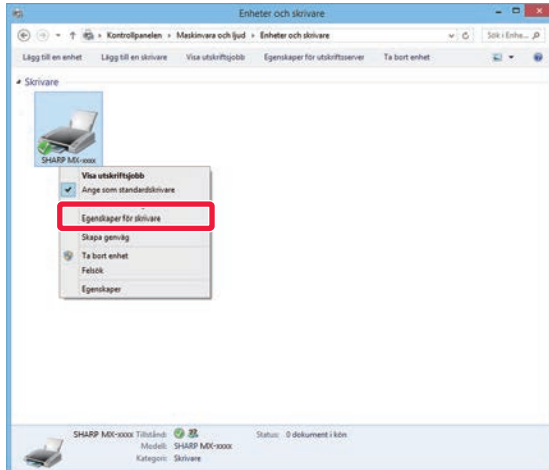 Enheter och skrivare
Kontrollpanelen ▸ Maskinvara och ljud ▸ Enheter och skrivare
Sök i Enhe...
Lägg till en enhet Lägg till en skrivare Visa utskriftsjobb Egenskaper för utskriftsserver Ta bort enhet
Skrivare
SHARP MX-xxxx
Visa utskriftsjobb
Ange som standardskrivare
Egenskaper för skrivare
Skapa genväg
Ta bort enhet
Felsök
Egenskaper
SHARP MX-xxxx Tillstånd: Status: 0 dokument i kön
Modell: SHARP MX-xxxx
Kategori: Skrivare